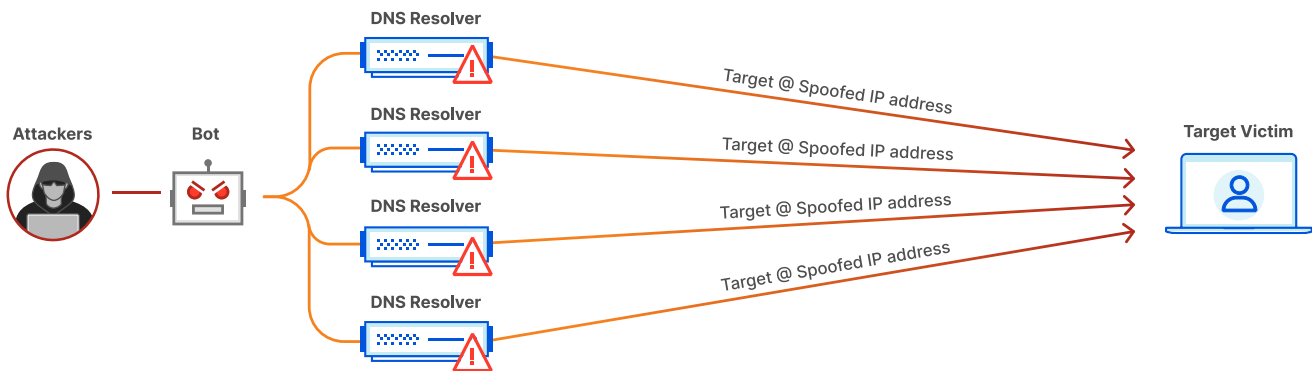 DNS Resolver
Target @ Spoofed IP address
DNS Resolver
Attackers
Bot
Target @ Spoofed IP address
Target Victim
DNS Resolver
Target @ Spoofed IP address
DNS Resolver
Target @ Spoofed IP address